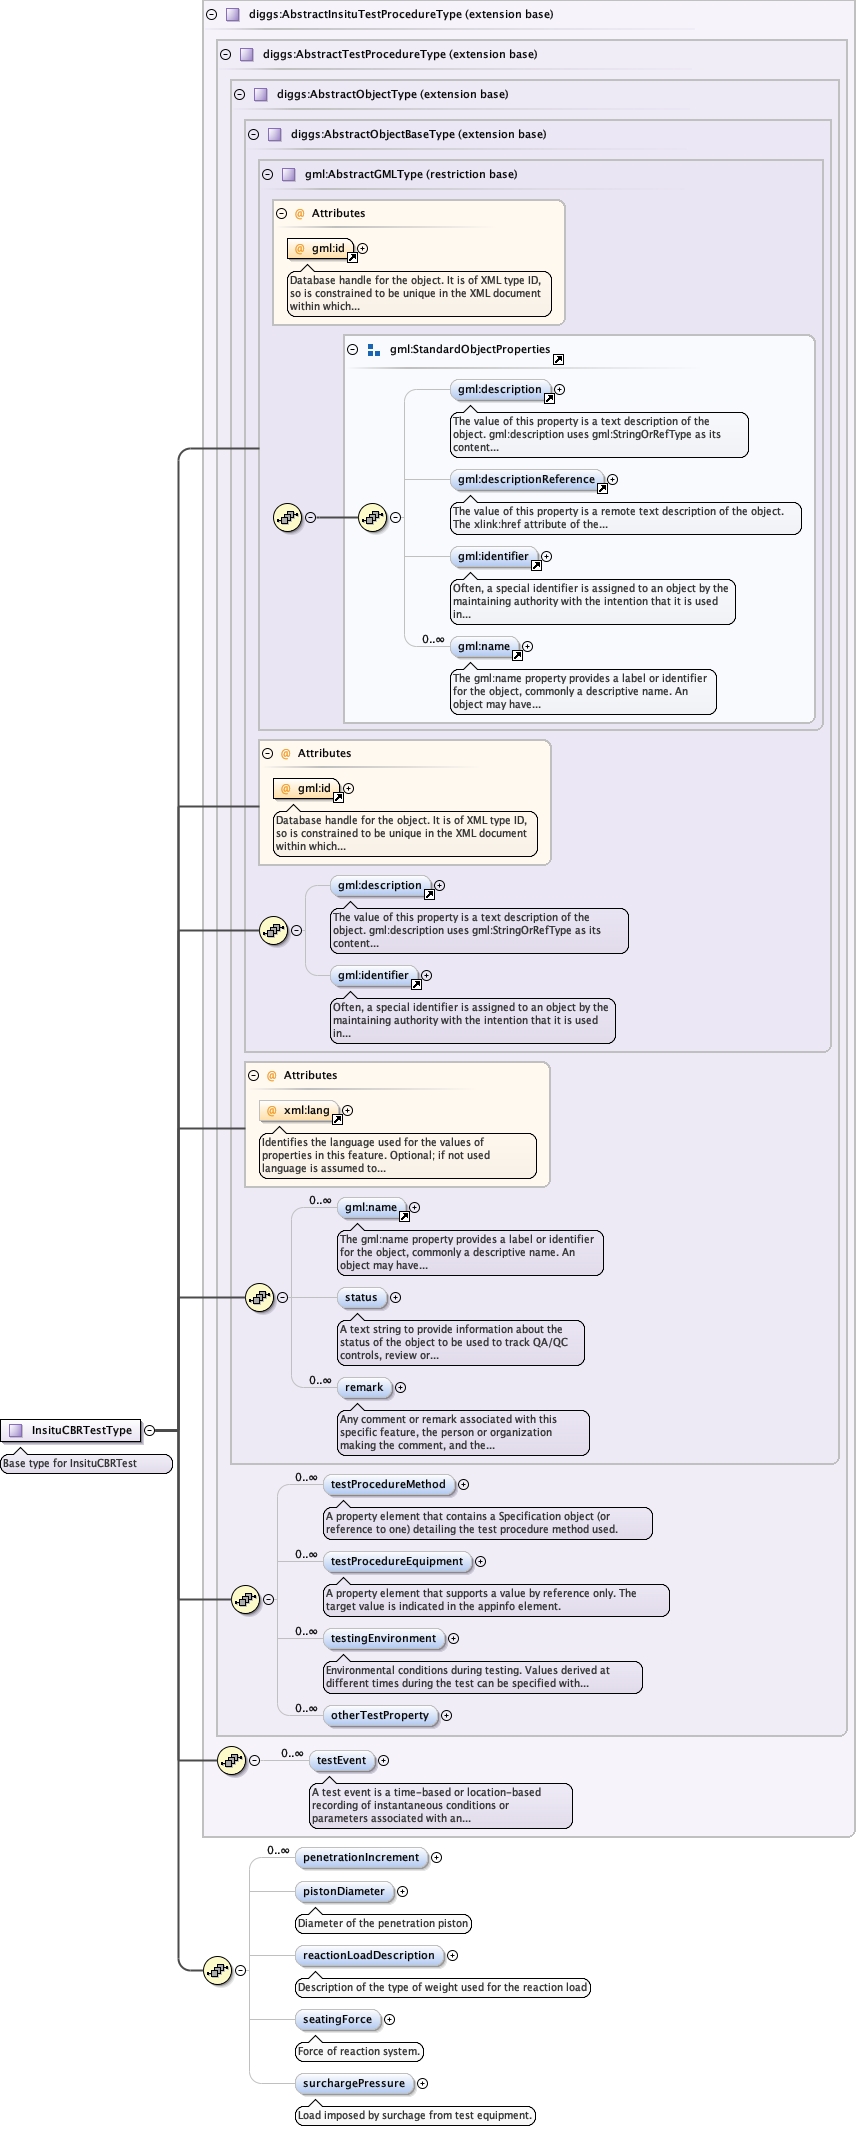 diggs:AbstractInsituTestProcedureType (extension base)
diggs:AbstractTestProcedureType (extension base)
diggs:AbstractObjectType (extension base)
diggs:AbstractObjectBaseType (extension base)
gml:AbstractGMLType (restriction base)
@ Attributes
@ gml:id
Database handle for the object. It is of XML type ID,
so is constrained to be unique in the XML document
within which...
gml:StandardObjectProperties
gml:description
The value of this property is a text description of the
object. gml:description uses gml:StringOrRefType as its
content...
gml:descriptionReference
The value of this property is a remote text description of the object.
The xlink:href attribute of the...
gml:identifier
Often, a special identifier is assigned to an object by the
maintaining authority with the intention that it is used
in...
0..∞
gml:name
The gml:name property provides a label or identifier
for the object, commonly a descriptive name. An
object may have...
@ Attributes
@ gml:id
Database handle for the object. It is of XML type ID,
so is constrained to be unique in the XML document
within which...
gml:description
The value of this property is a text description of the
object. gml:description uses gml:StringOrRefType as its
content...
gml:identifier
Often, a special identifier is assigned to an object by the
maintaining authority with the intention that it is used
in...
@ Attributes
@ xml:lang
Identifies the language used for the values of
properties in this feature. Optional; if not used
language is assumed to...
0..∞
gml:name
The gml:name property provides a label or identifier
for the object, commonly a descriptive name. An
object may have...
status
A text string to provide information about the
status of the object to be used to track QA/QC
controls, review or...
0..∞
remark
Any comment or remark associated with this
specific feature, the person or organization
making the comment, and the...
InsituCBRTestType
Base type for InsituCBRTest
0..∞
testProcedureMethod
A property element that contains a Specification object (or
reference to one) detailing the test procedure method used.
0..∞
testProcedureEquipment
A property element that supports a value by reference only. The
target value is indicated in the appinfo element.
0..∞
testingEnvironment
Environmental conditions during testing. Values derived at
different times during the test can be specified with...
0..∞
otherTestProperty
0..∞
testEvent
A test event is a time-based or location-based
recording of instantaneous conditions or
parameters associated with an...
0..∞
penetrationIncrement
pistonDiameter
Diameter of the penetration piston
reactionLoadDescription
Description of the type of weight used for the reaction load
seatingForce
Force of reaction system.
surchargePressure
Load imposed by surchage from test equipment.